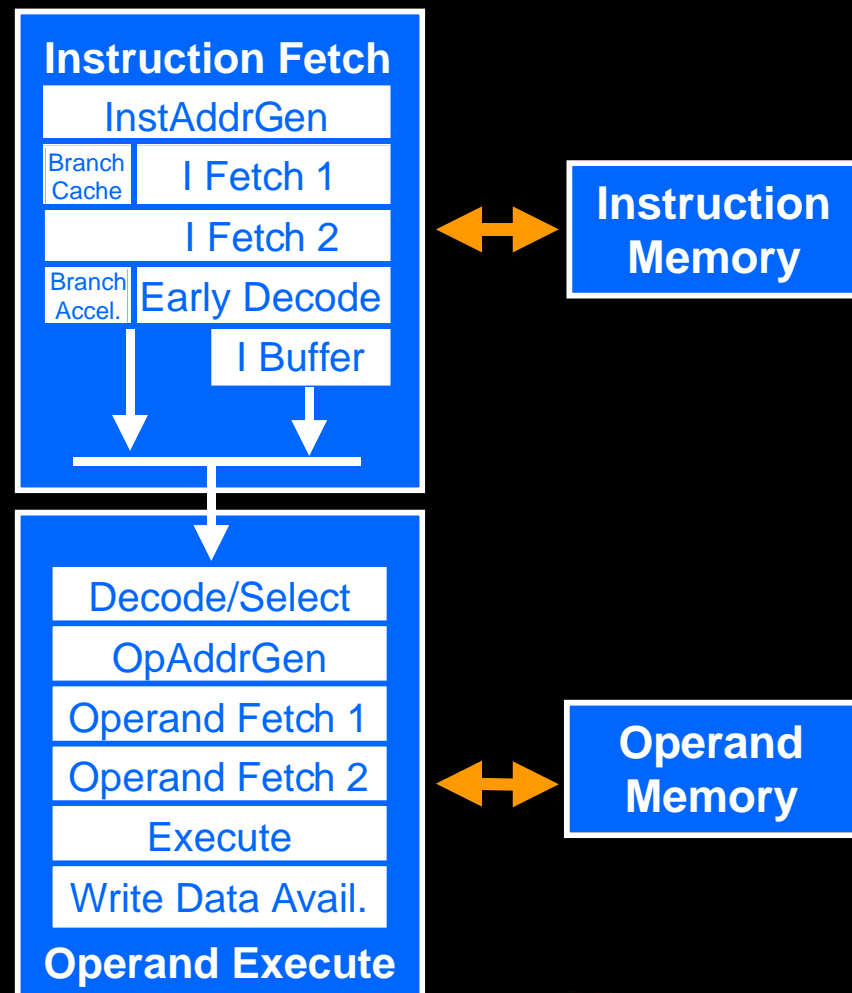 Instruction Fetch
InstAddrGen
Branch
Cache
I Fetch 1
I Fetch 2
Branch
Accel.
Early Decode
I Buffer
Instruction
Memory
Decode/Select
OpAddrGen
Operand Fetch 1
Operand Fetch 2
Execute
Write Data Avail.
Operand Execute
Operand
Memory